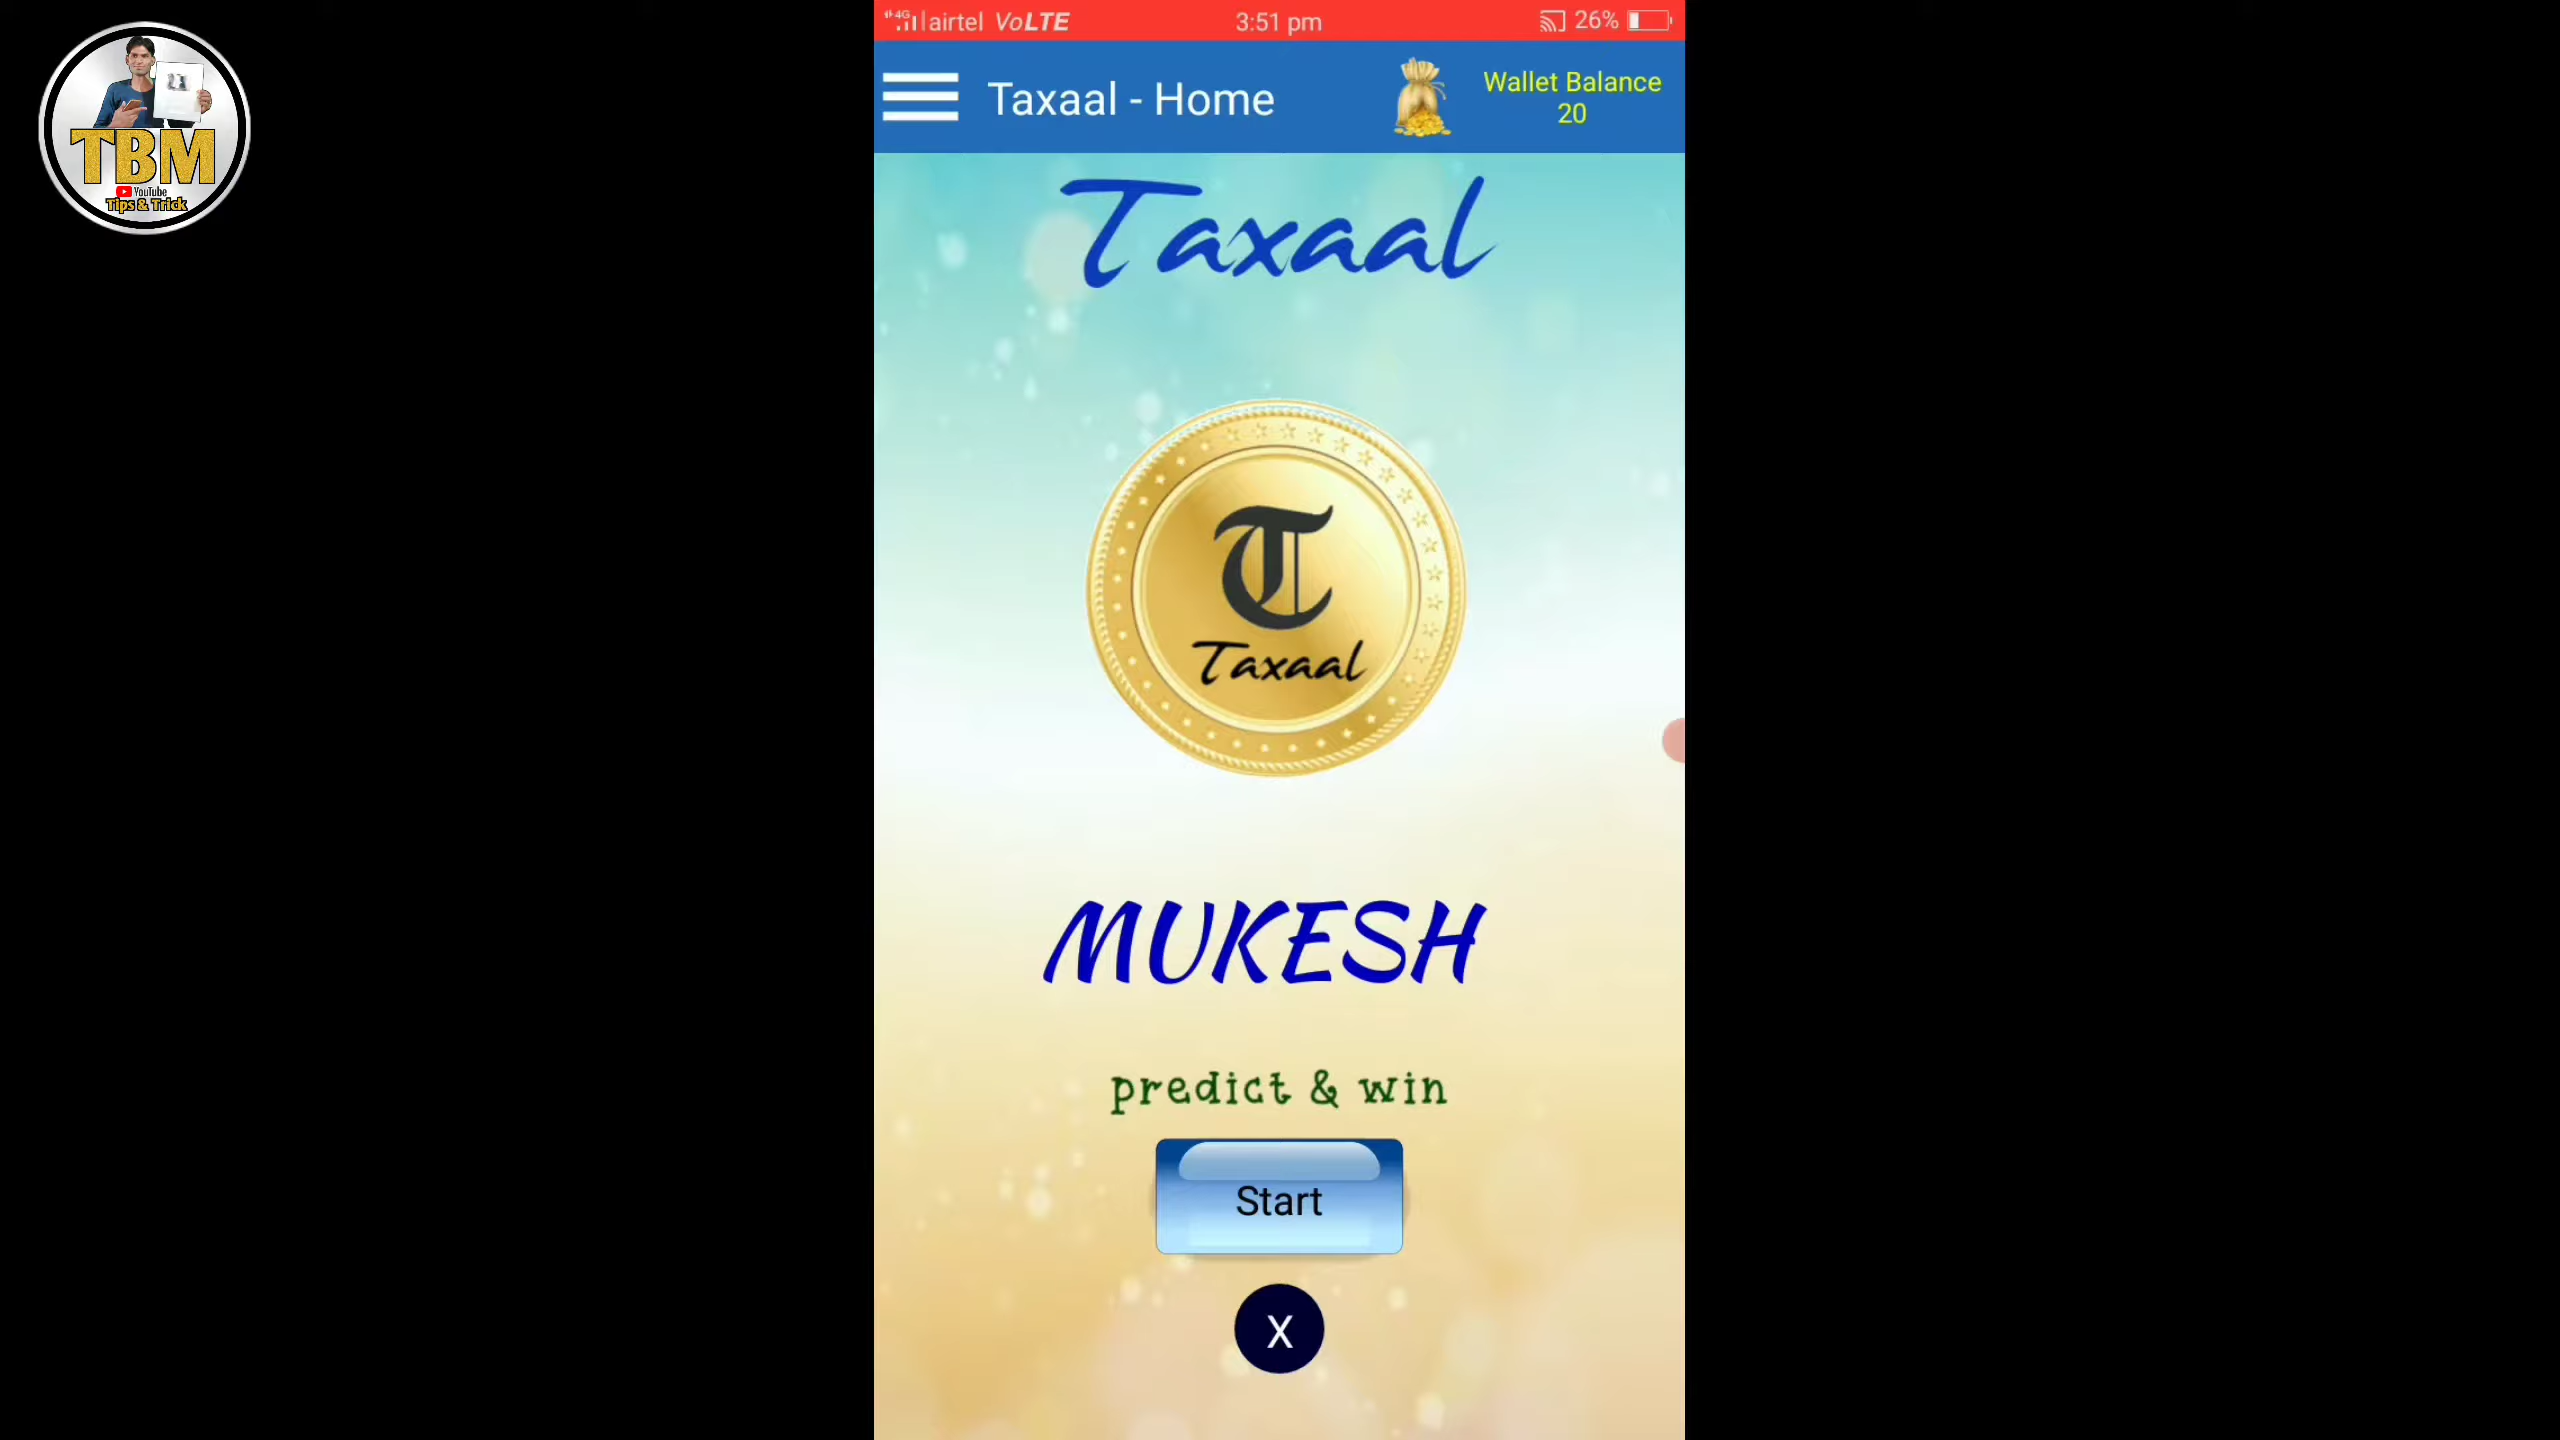 4G airtel VoLTE 3:51 pm 26%
TBM
YouTube
Tips & Trick
Taxaal - Home
Wallet Balance
20
Taxaal
T
Taxaal
MUKESH
predict & win
Start
X